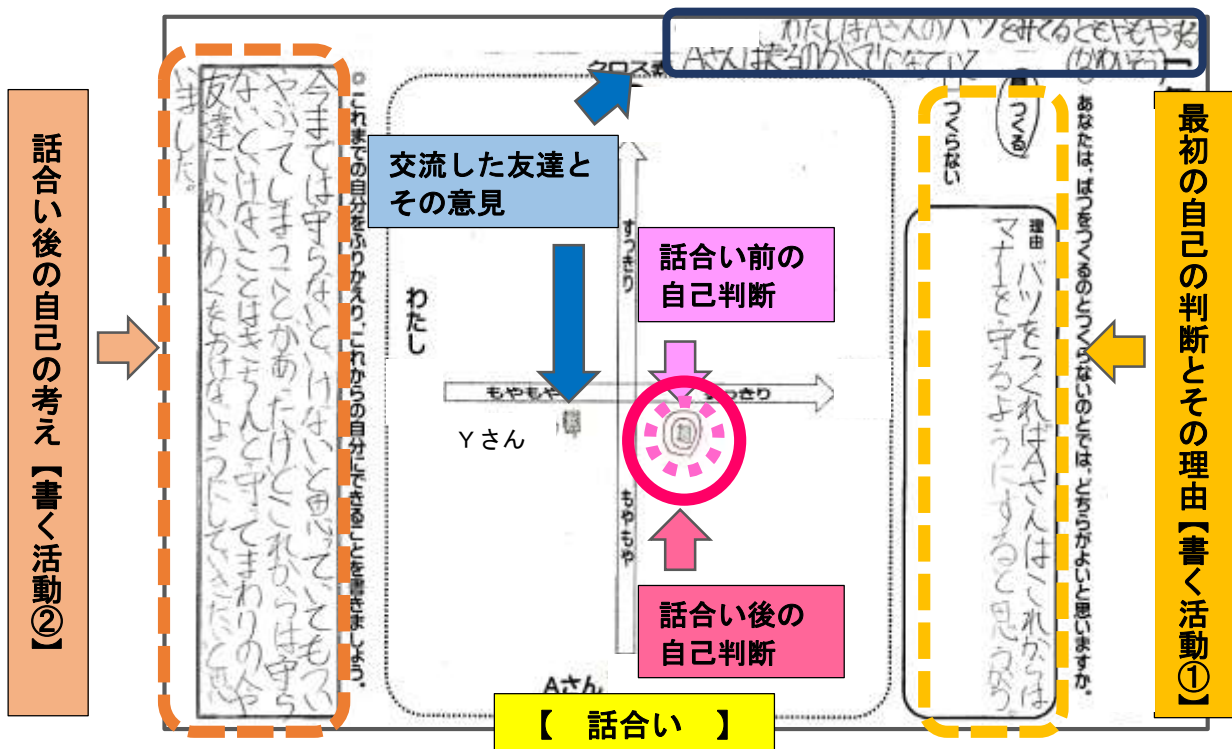 最初の自己の判断とその理由【書く活動①】
わたしはAさんのバツをみてるともやもやする
Aさんは
(かわいそう)
あなたは、ばつをつくるのとつくらないのとでは、どちらがよいと思いますか。
つくる
つくらない
理由
バツをつくればAさんはこれからは
マナーを守るようにすると思うから
クロス
交流した友達と
その意見
話合い前の
自己判断
すっきり
もやもや
すっきり
もやもや
わたし
Yさん
話合い後の
自己判断
Aさん
【 話合い 】
◎これまでの自分をふりかえり、これからの自分にできることを書きましょう。
今までは守らないといけないと思っていてもつい
やぶってしまうことがあったけどこれからは守ら
ないといけないことはきちんと守ってまわりの人や
友達にめいわくをかけないようにしていきたいと思
いました。
話合い後の自己の考え【書く活動②】